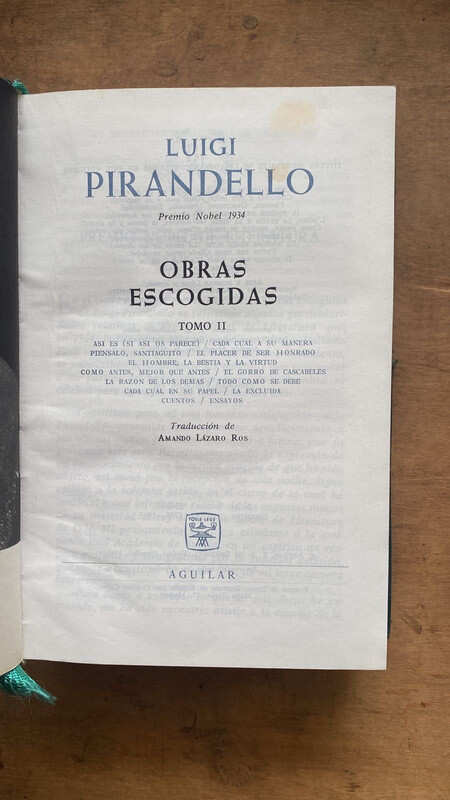 LUIGI
PIRANDELLO
Premio Nobel 1934
OBRAS
ESCOGIDAS
TOMO II
ASI ES (SI ASI OS PARECE) / CADA CUAL A SU MANERA
PIENSALO, SANTIAGUITO / EL PLACER DE SER HONRADO
EL HOMBRE, LA BESTIA Y LA VIRTUD
COMO ANTES, MEJOR QUE ANTES / EL GORRO DE CASCABELES
LA RAZON DE LOS DEMAS / TODO COMO SE DEBE
CADA CUAL EN SU PAPEL / LA EXCLUIDA
CUENTOS / ENSAYOS
Traducción de
AMANDO LÁZARO ROS
AGUILAR